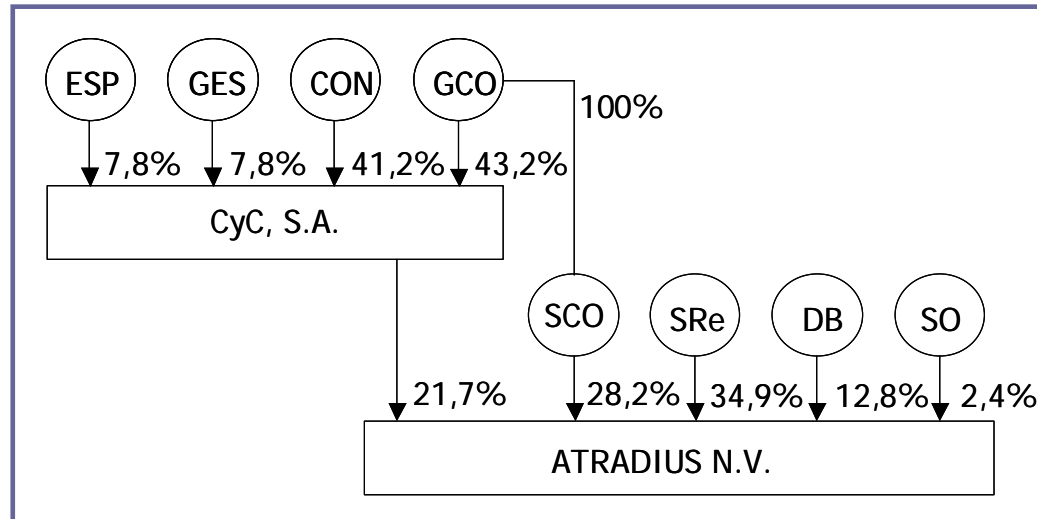 ESP GES CON GCO
100%
7,8% 7,8% 41,2% 43,2%
CyC, S.A.
SCO SRe DB SO
21,7% 28,2% 34,9% 12,8% 2,4%
ATRADIUS N.V.